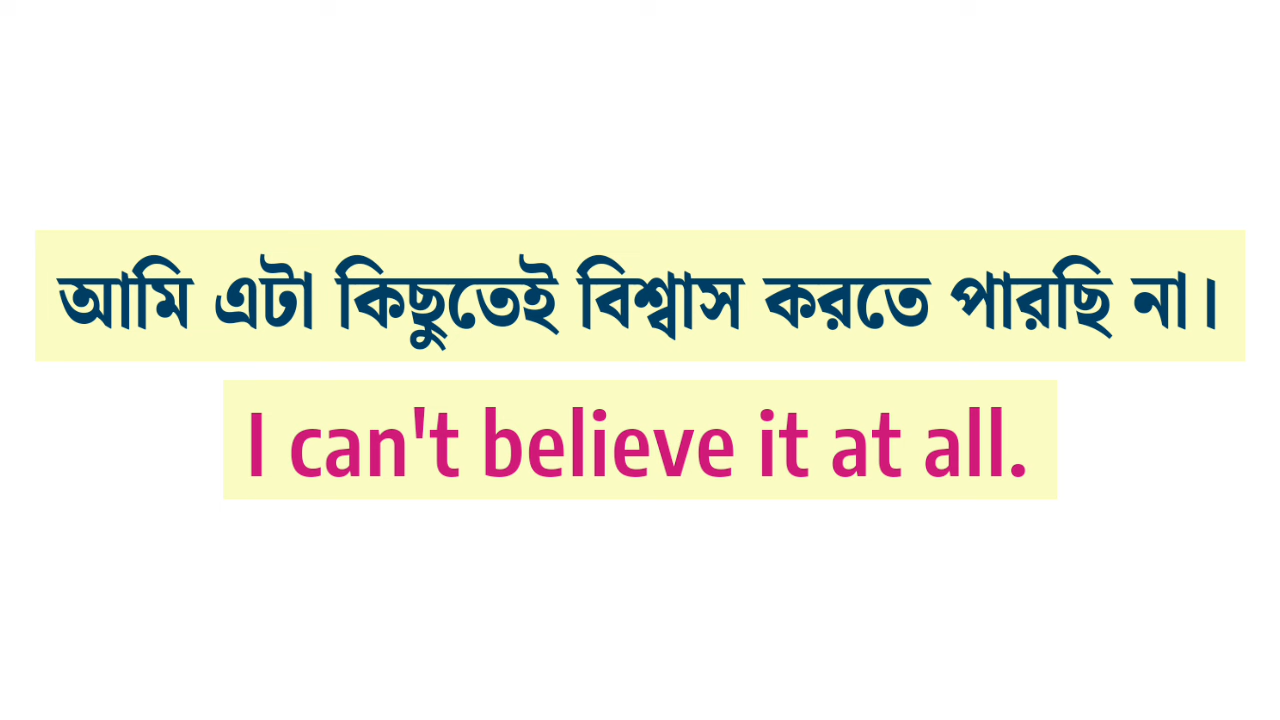 আমি এটা কিছুতেই বিশ্বাস করতে পারছি না।
I can't believe it at all.